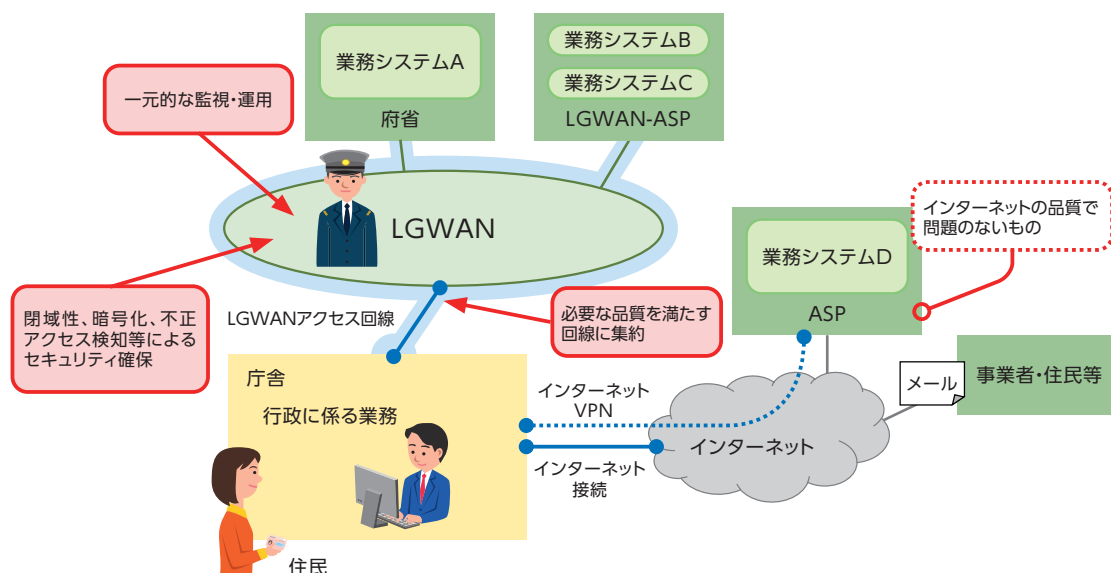 業務システムA
府省
業務システムB
業務システムC
LGWAN-ASP
一元的な監視・運用
LGWAN
インターネットの品質で
問題のないもの
業務システムD
ASP
閉域性、暗号化、不正
アクセス検知等による
セキュリティ確保
LGWANアクセス回線
必要な品質を満たす
回線に集約
庁舎
行政に係る業務
インターネット
VPN
インターネット
メール
事業者・住民等
インターネット
接続
住民